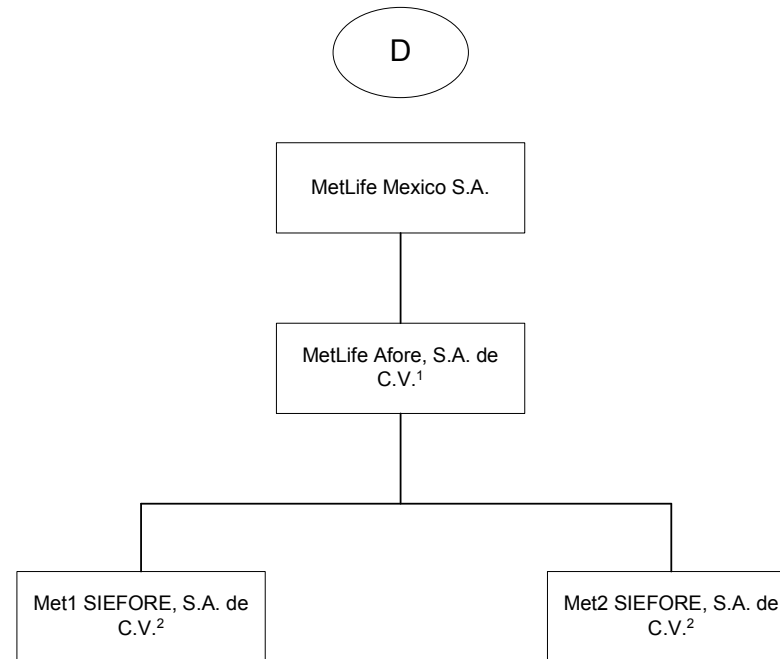 D
MetLife Mexico S.A.
MetLife Afore, S.A. de
C.V.¹
Met1 SIEFORE, S.A. de
C.V.²
Met2 SIEFORE, S.A. de
C.V.²